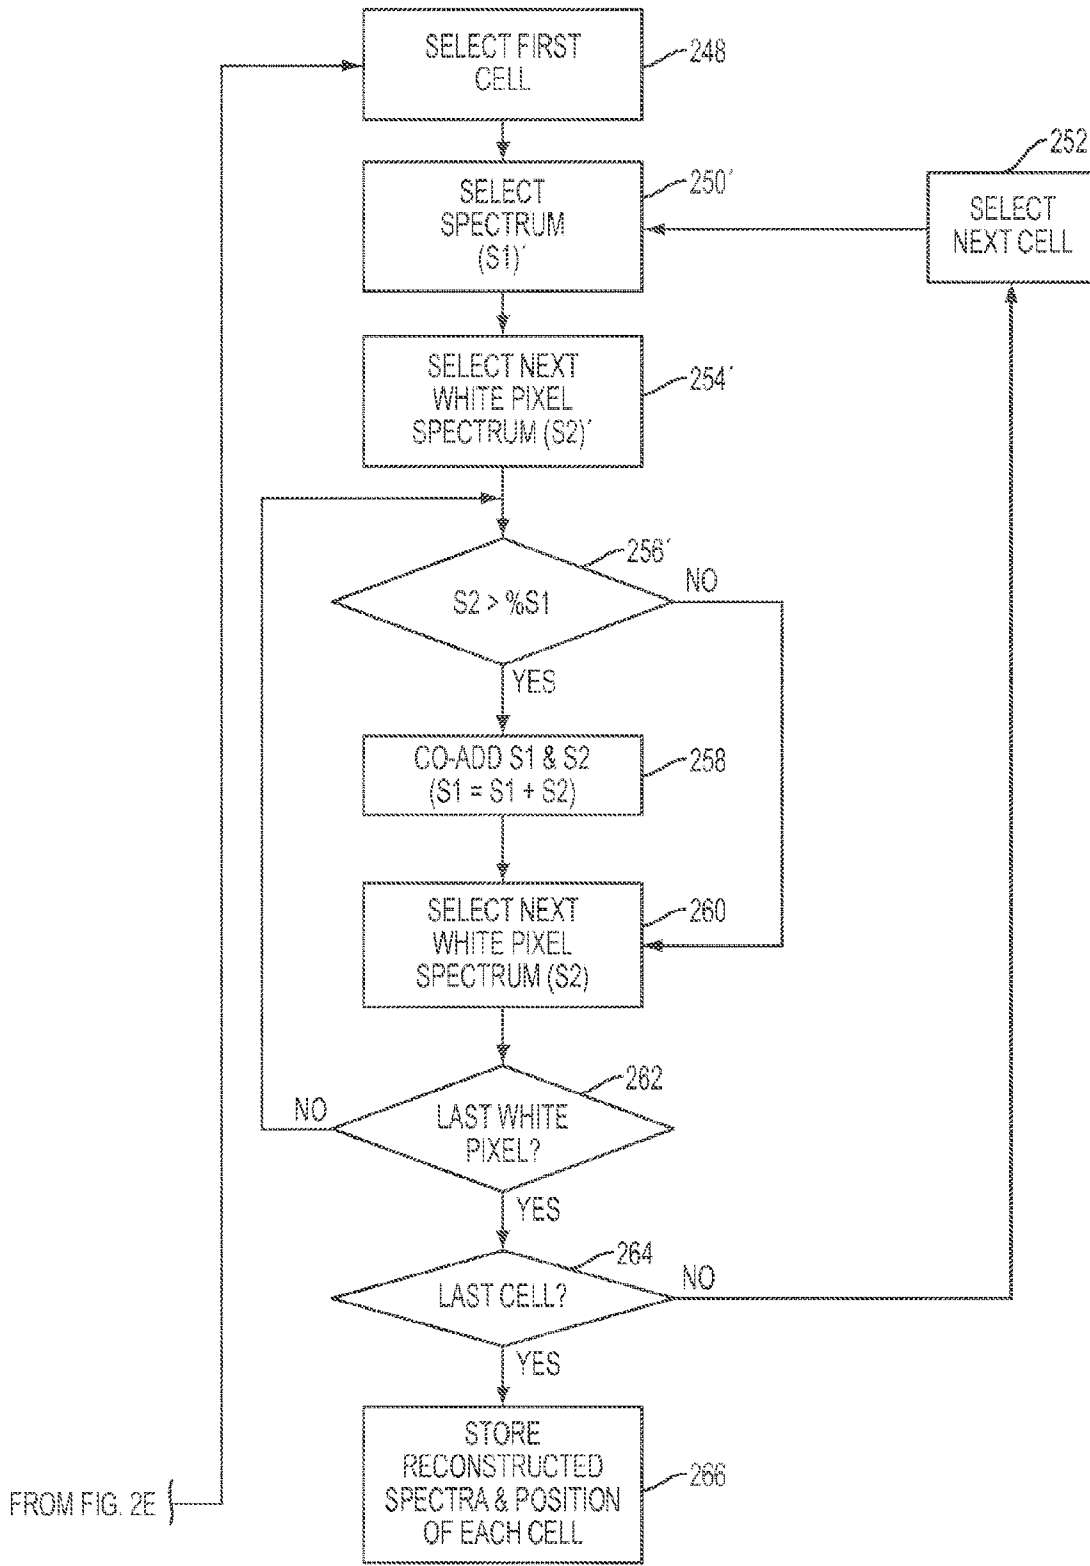 SELECT FIRST
CELL
248
252
SELECT
SPECTRUM
(S1)´
250´
SELECT
NEXT CELL
SELECT NEXT
WHITE PIXEL
SPECTRUM (S2)´
254´
256´
S2 > %S1
NO
YES
CO-ADD S1 & S2
(S1 = S1 + S2)
258
SELECT NEXT
WHITE PIXEL
SPECTRUM (S2)
260
262
NO
LAST WHITE
PIXEL?
YES
264
LAST CELL?
NO
YES
STORE
RECONSTRUCTED
SPECTRA & POSITION
OF EACH CELL
266
FROM FIG. 2E